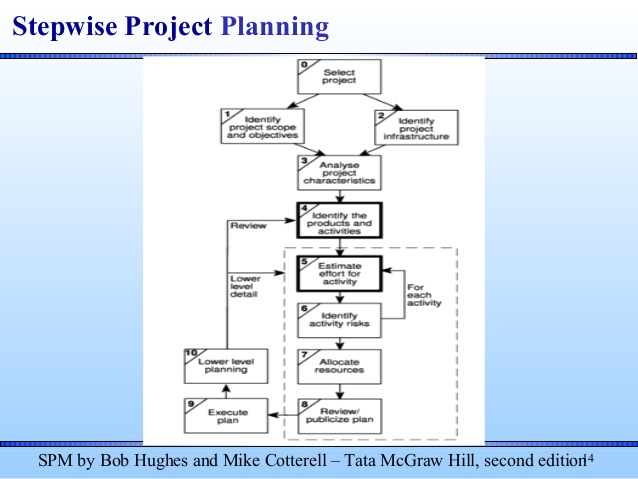 Stepwise Project Planning
0
Select
project
1
Identify
project scope
and objectives
2
Identify
project
infrastructure
3
Analyse
project
characteristics
4
Identify the
products and
activities
Review
5
Estimate
effort for
activity
Lower
level
detail
For
each
activity
6
Identify
activity risks
7
Allocate
resources
8
Review/
publicize plan
9
Execute
plan
10
Lower level
planning
SPM by Bob Hughes and Mike Cotterell – Tata McGraw Hill, second edition
14